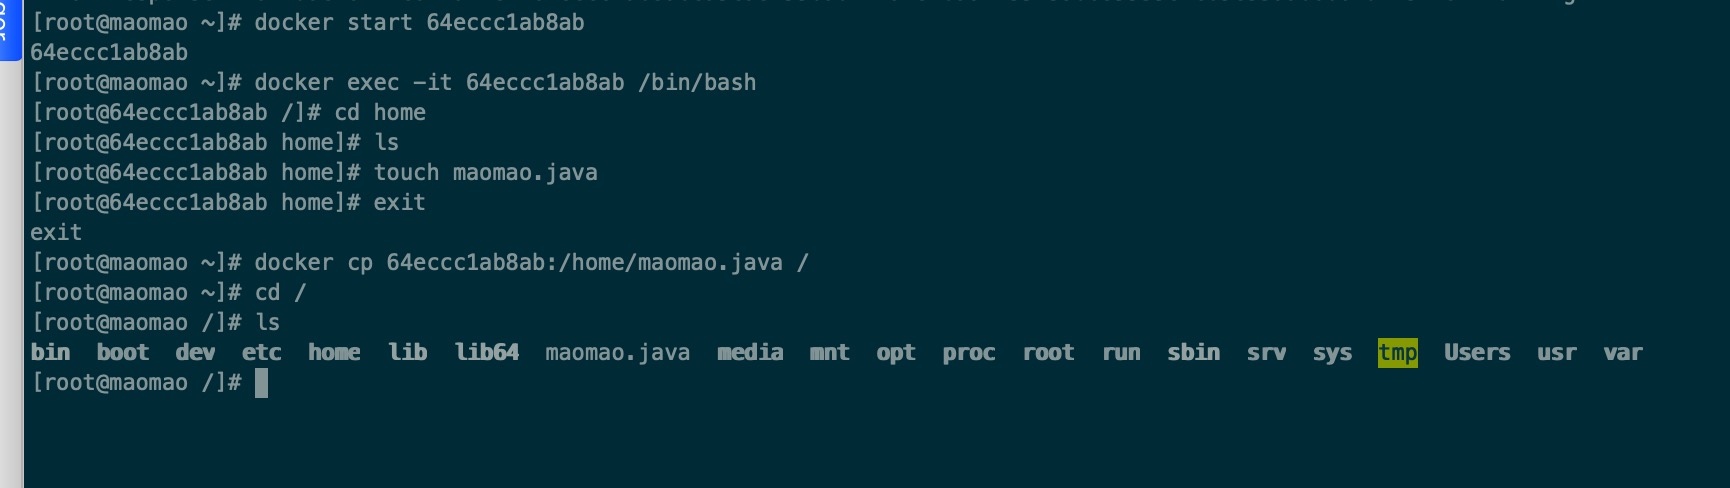 [root@maomao ~]# docker start 64eccc1ab8ab
64eccc1ab8ab
[root@maomao ~]# docker exec -it 64eccc1ab8ab /bin/bash
[root@64eccc1ab8ab /]# cd home
[root@64eccc1ab8ab home]# ls
[root@64eccc1ab8ab home]# touch maomao.java
[root@64eccc1ab8ab home]# exit
exit
[root@maomao ~]# docker cp 64eccc1ab8ab:/home/maomao.java /
[root@maomao ~]# cd /
[root@maomao /]# ls
bin boot dev etc home lib lib64 maomao.java media mnt opt proc root run sbin srv sys tmp Users usr var
[root@maomao /]#